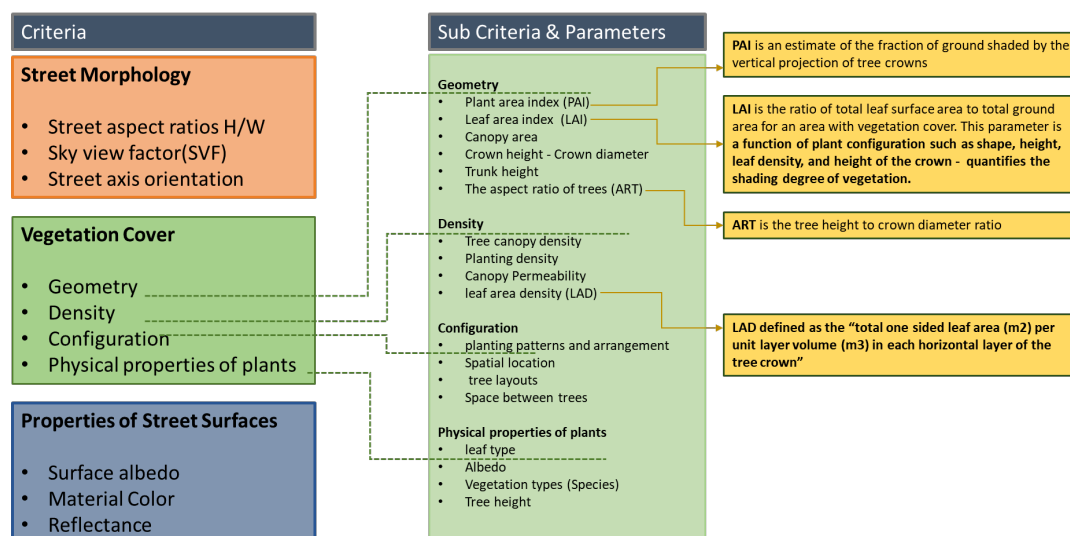 Criteria
Street Morphology
• Street aspect ratios H/W
• Sky view factor(SVF)
• Street axis orientation
Vegetation Cover
• Geometry
• Density
• Configuration
• Physical properties of plants
Properties of Street Surfaces
• Surface albedo
• Material Color
• Reflectance
Sub Criteria & Parameters
Geometry
• Plant area index (PAI)
• Leaf area index (LAI)
• Canopy area
• Crown height - Crown diameter
• Trunk height
• The aspect ratio of trees (ART)
Density
• Tree canopy density
• Planting density
• Canopy Permeability
• leaf area density (LAD)
Configuration
• planting patterns and arrangement
• Spatial location
• tree layouts
• Space between trees
Physical properties of plants
• leaf type
• Albedo
• Vegetation types (Species)
• Tree height
PAI is an estimate of the fraction of ground shaded by the
vertical projection of tree crowns
LAI is the ratio of total leaf surface area to total ground
area for an area with vegetation cover. This parameter is
a function of plant configuration such as shape, height,
leaf density, and height of the crown - quantifies the
shading degree of vegetation.
ART is the tree height to crown diameter ratio
LAD defined as the “total one sided leaf area (m2) per
unit layer volume (m3) in each horizontal layer of the
tree crown”